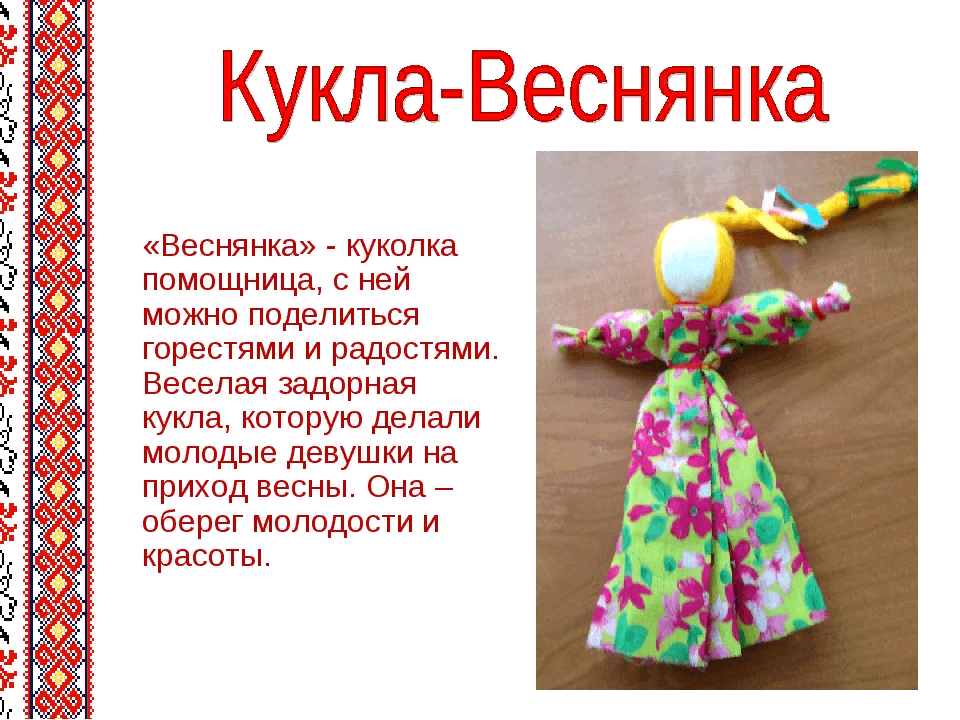 Кукла-Веснянка
«Веснянка» - куколка
помощница, с ней
можно поделиться
горестями и радостями.
Веселая задорная
кукла, которую делали
молодые девушки на
приход весны. Она –
оберег молодости и
красоты.